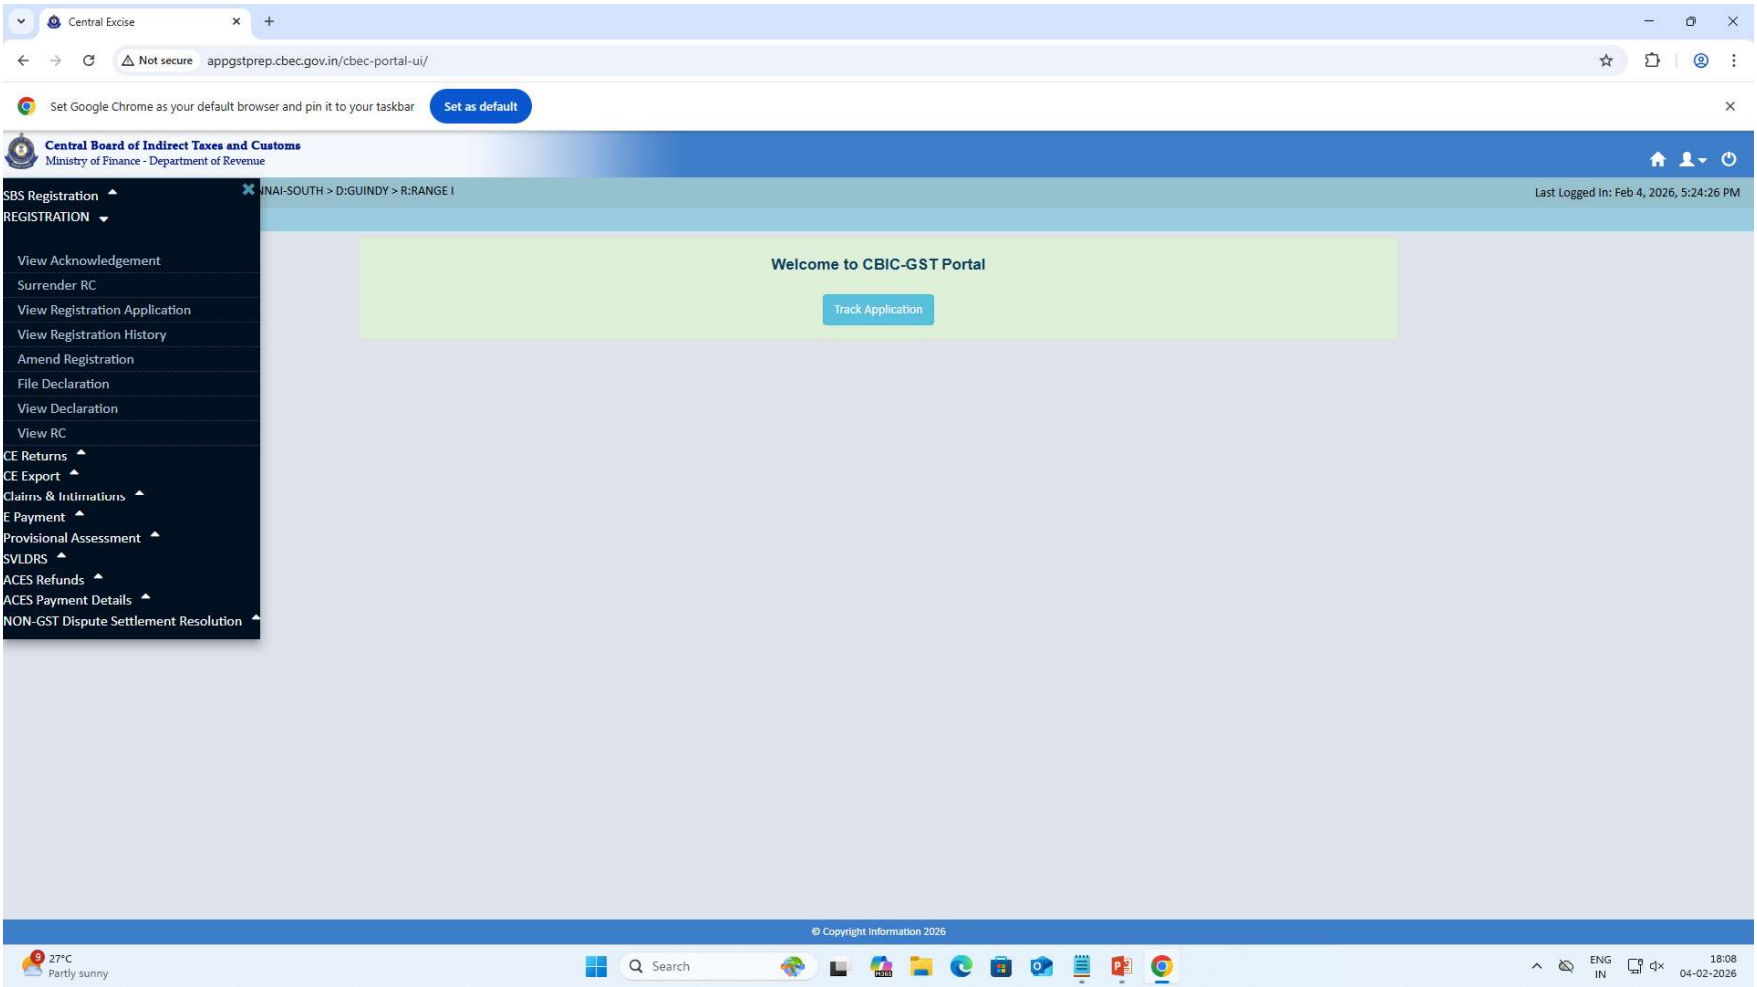 Central Excise
Not secure appgstprep.cbec.gov.in/cbec-portal-ui/
Set Google Chrome as your default browser and pin it to your taskbar Set as default
Central Board of Indirect Taxes and Customs
Ministry of Finance - Department of Revenue
NNAI-SOUTH > D:GUINDY > R:RANGE I
Last Logged In: Feb 4, 2026, 5:24:26 PM
SBS Registration
REGISTRATION
View Acknowledgement
Surrender RC
View Registration Application
View Registration History
Amend Registration
File Declaration
View Declaration
View RC
CE Returns
CE Export
Claims & Intimations
E Payment
Provisional Assessment
SVLDRS
ACES Refunds
ACES Payment Details
NON-GST Dispute Settlement Resolution
Welcome to CBIC-GST Portal
Track Application
© Copyright Information 2026
9
27°C
Partly sunny
Search
M365
ENG
IN
18:08
04-02-2026